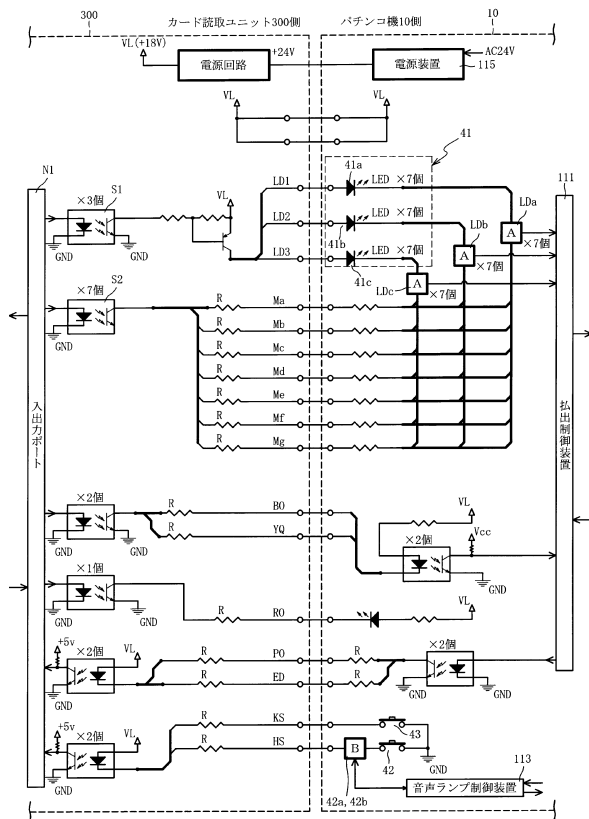 300
カード読取ユニット300側
パチンコ機10側
10
VL(+18V)
電源回路
+24V
電源装置
AC24V
115
VL
VL
41
N1
S1
×3個
GND
GND
VL
LD1
LD2
LD3
41a
LED ×7個
41b
LED ×7個
41c
LED ×7個
LDa
A
×7個
LDb
A
×7個
LDc
A
×7個
111
S2
×7個
GND
GND
R
Ma
R
Mb
R
Mc
R
Md
R
Me
R
Mf
R
Mg
入出力ポート
払出制御装置
×2個
GND
GND
R
BO
R
YQ
VL
Vcc
×2個
GND
×1個
GND
GND
R
RO
VL
+5v
×2個
VL
GND
R
PO
R
R
ED
R
×2個
GND
GND
+5v
×2個
VL
GND
R
KS
43
R
HS
B
42
GND
42a, 42b
113
音声ランプ制御装置